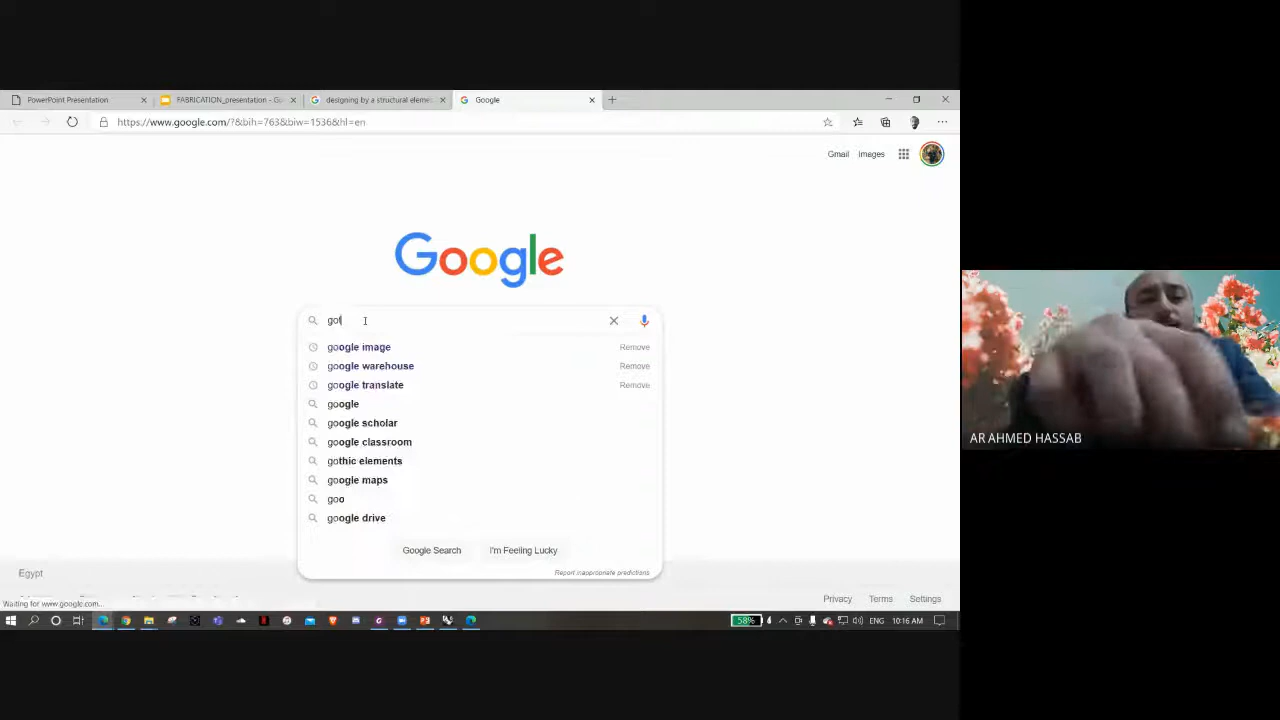 PowerPoint Presentation
FABRICATION_presentation - G
designing by a structural eleme
Google
https://www.google.com/?&bih=763&biw=1536&hl=en
Gmail Images
Google
got
google image Remove
google warehouse Remove
google translate Remove
google
google scholar
google classroom
gothic elements
google maps
goo
google drive
Google Search I'm Feeling Lucky
Report inappropriate predictions
Egypt
Waiting for www.google.com...
Privacy Terms Settings
58% ENG 10:16 AM
AR AHMED HASSAB